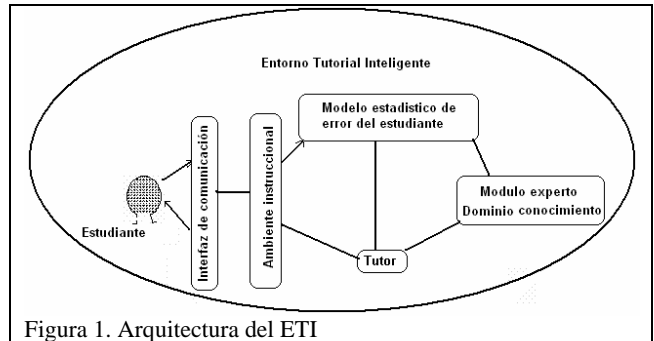 Entorno Tutorial Inteligente
Modelo estadistico de
error del estudiante
Interfaz de comunicación
Ambiente instruccional
Modulo experto
Dominio conocimiento
Estudiante
Tutor
Figura 1. Arquitectura del ETI